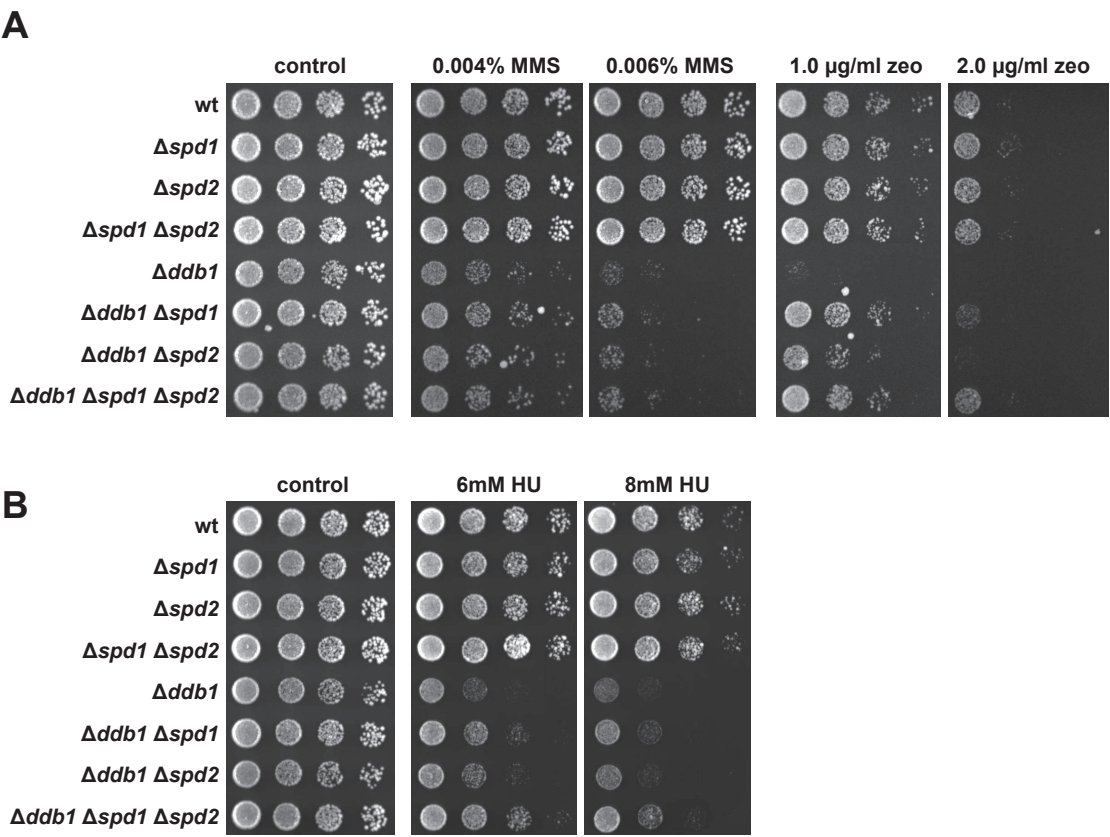 A
control 0.004% MMS 0.006% MMS 1.0 µg/ml zeo 2.0 µg/ml zeo
wt
Δspd1
Δspd2
Δspd1 Δspd2
Δddb1
Δddb1 Δspd1
Δddb1 Δspd2
Δddb1 Δspd1 Δspd2
B
control 6mM HU 8mM HU
wt
Δspd1
Δspd2
Δspd1 Δspd2
Δddb1
Δddb1 Δspd1
Δddb1 Δspd2
Δddb1 Δspd1 Δspd2